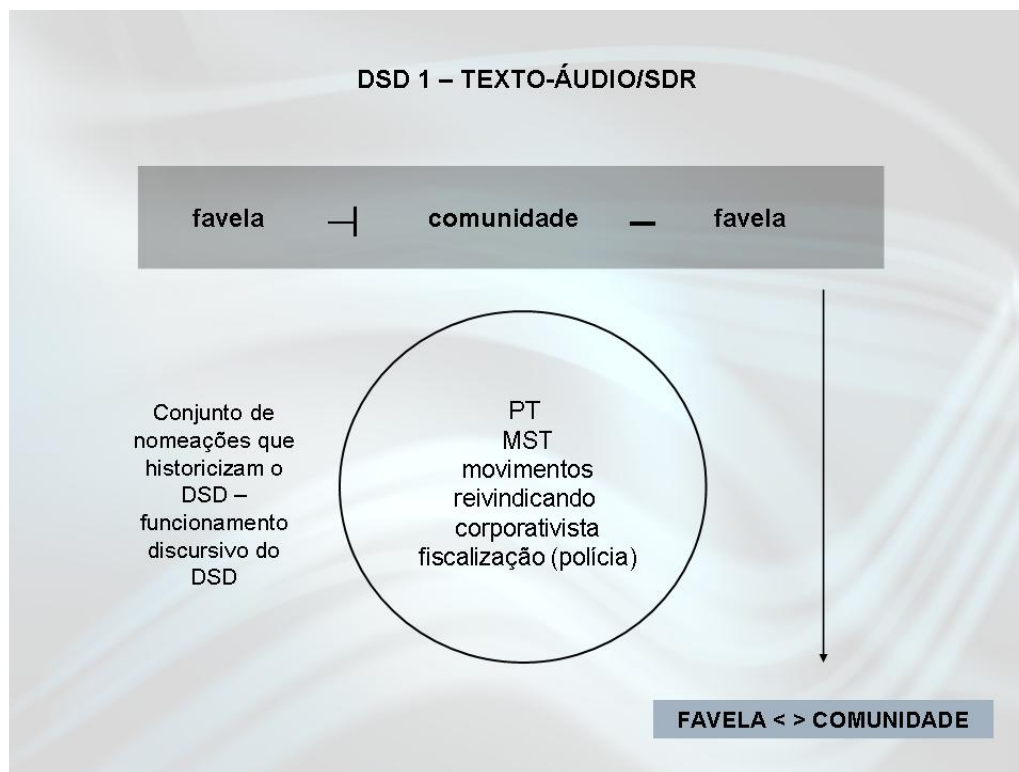 DSD 1 – TEXTO-ÁUDIO/SDR
favela ⊣ comunidade – favela
Conjunto de
nomeações que
historicizam o
DSD –
funcionamento
discursivo do
DSD
PT
MST
movimentos
reivindicando
corporativista
fiscalização (polícia)
FAVELA < > COMUNIDADE